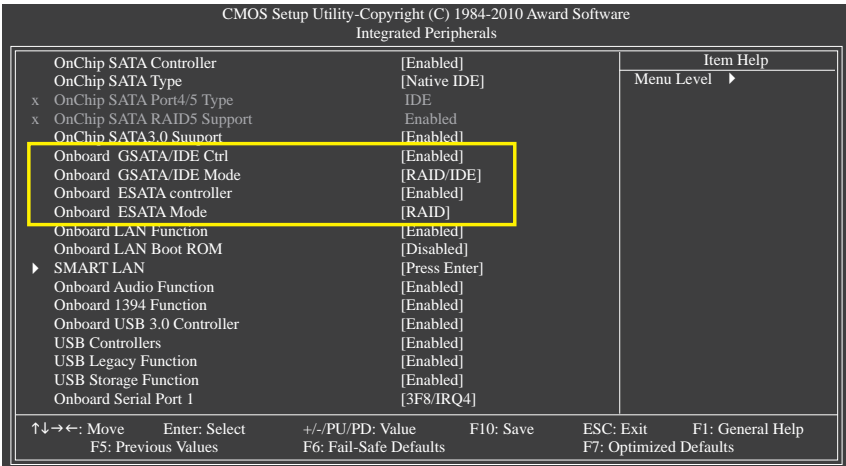 CMOS Setup Utility-Copyright (C) 1984-2010 Award Software
Integrated Peripherals
OnChip SATA Controller [Enabled]
OnChip SATA Type [Native IDE]
x OnChip SATA Port4/5 Type IDE
x OnChip SATA RAID5 Support Enabled
OnChip SATA3.0 Suuport [Enabled]
Onboard GSATA/IDE Ctrl [Enabled]
Onboard GSATA/IDE Mode [RAID/IDE]
Onboard ESATA controller [Enabled]
Onboard ESATA Mode [RAID]
Onboard LAN Function [Enabled]
Onboard LAN Boot ROM [Disabled]
SMART LAN [Press Enter]
Onboard Audio Function [Enabled]
Onboard 1394 Function [Enabled]
Onboard USB 3.0 Controller [Enabled]
USB Controllers [Enabled]
USB Legacy Function [Enabled]
USB Storage Function [Enabled]
Onboard Serial Port 1 [3F8/IRQ4]
Item Help
Menu Level
↑↓→←: Move Enter: Select +/-/PU/PD: Value F10: Save ESC: Exit F1: General Help
F5: Previous Values F6: Fail-Safe Defaults F7: Optimized Defaults